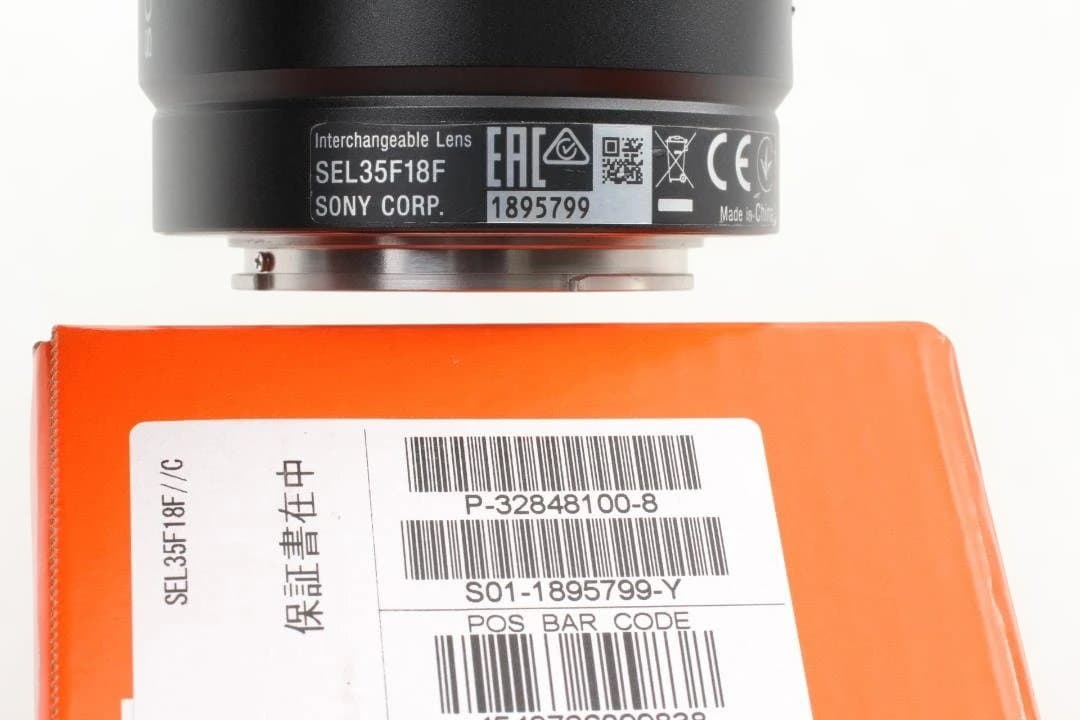 Interchangeable Lens
SEL35F18F
SONY CORP.
EAC
1895799
CE
Made in China
SEL35F18F//C
保証書在中
P-32848100-8
S01-1895799-Y
POS BAR CODE